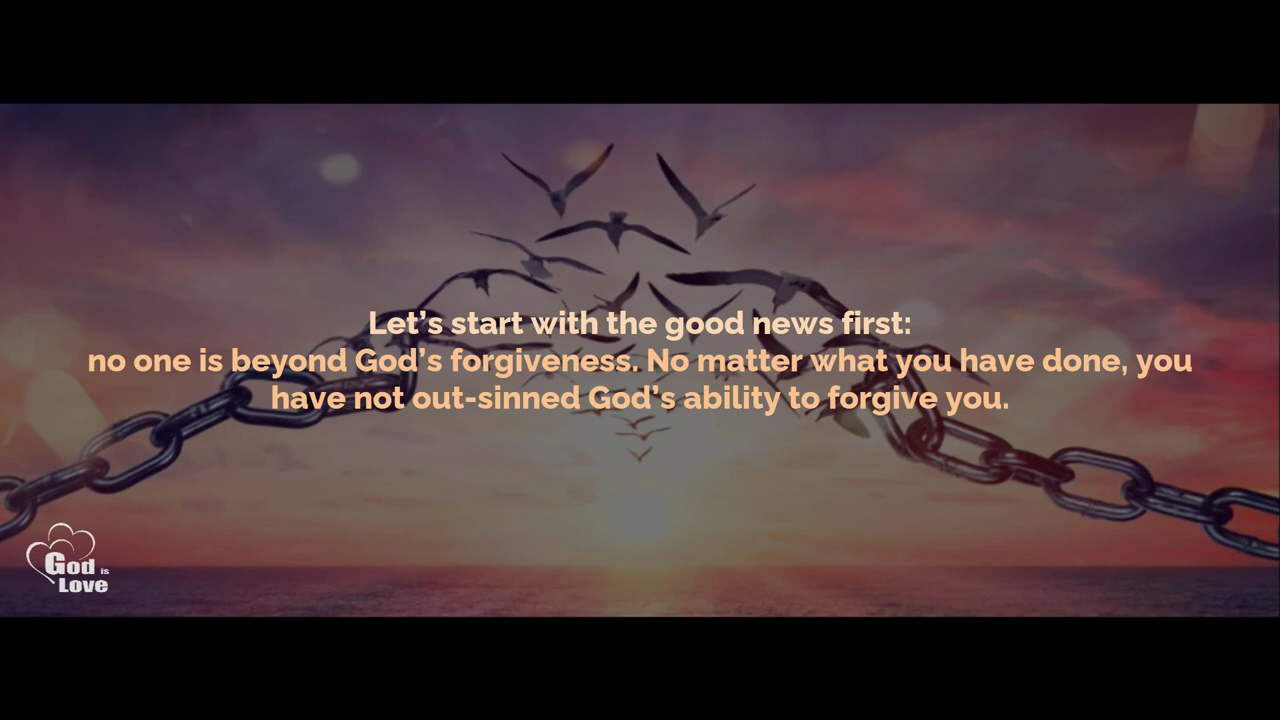 Let’s start with the good news first:
no one is beyond God’s forgiveness. No matter what you have done, you
have not out-sinned God’s ability to forgive you.
God is
Love